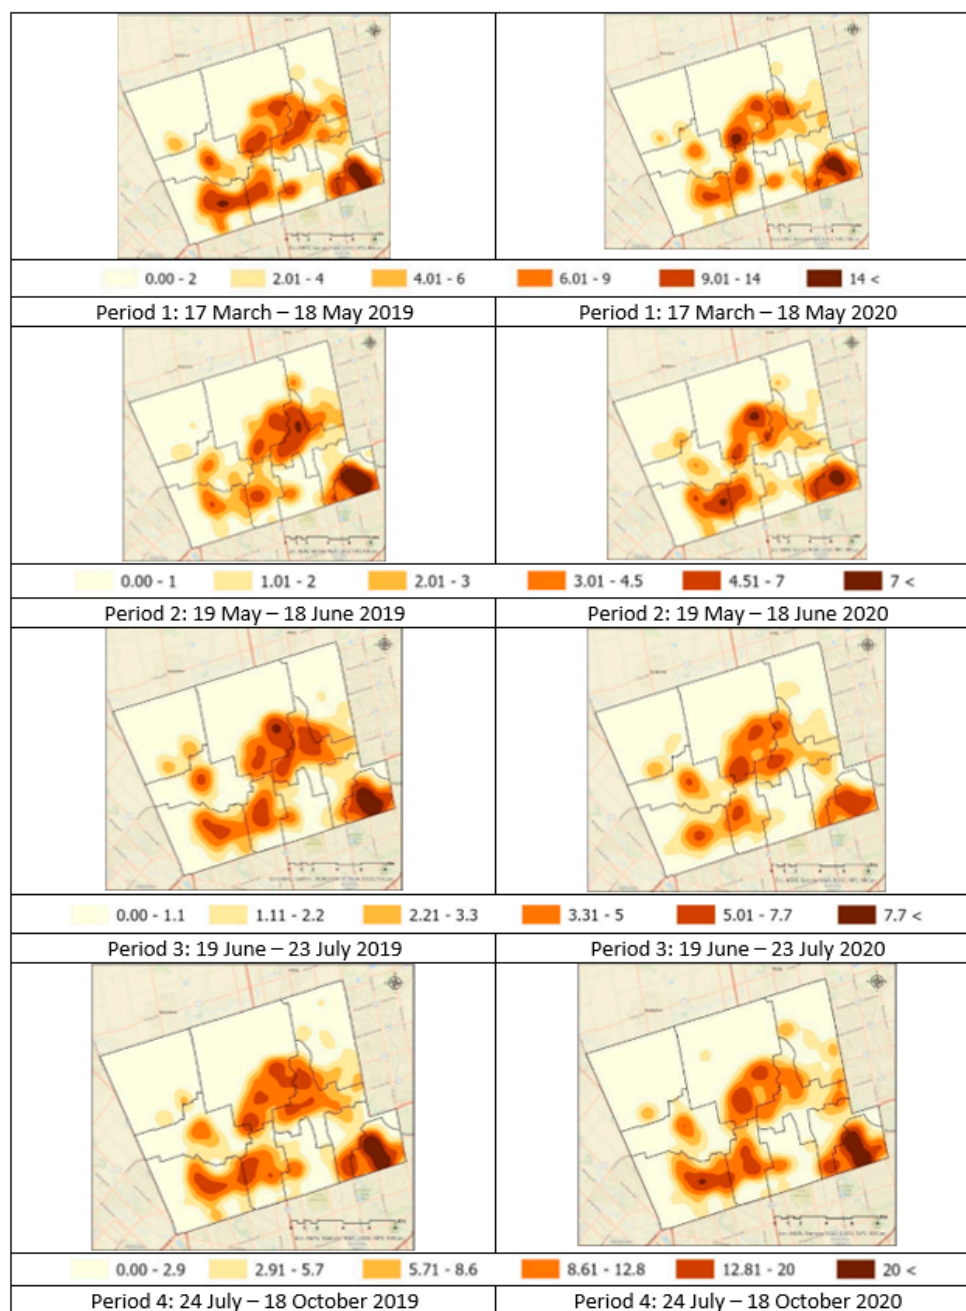 0.00 - 2 2.01 - 4 4.01 - 6 6.01 - 9 9.01 - 14 14 <
Period 1: 17 March – 18 May 2019 Period 1: 17 March – 18 May 2020
0.00 - 1 1.01 - 2 2.01 - 3 3.01 - 4.5 4.51 - 7 7 <
Period 2: 19 May – 18 June 2019 Period 2: 19 May – 18 June 2020
0.00 - 1.1 1.11 - 2.2 2.21 - 3.3 3.31 - 5 5.01 - 7.7 7.7 <
Period 3: 19 June – 23 July 2019 Period 3: 19 June – 23 July 2020
0.00 - 2.9 2.91 - 5.7 5.71 - 8.6 8.61 - 12.8 12.81 - 20 20 <
Period 4: 24 July – 18 October 2019 Period 4: 24 July – 18 October 2020